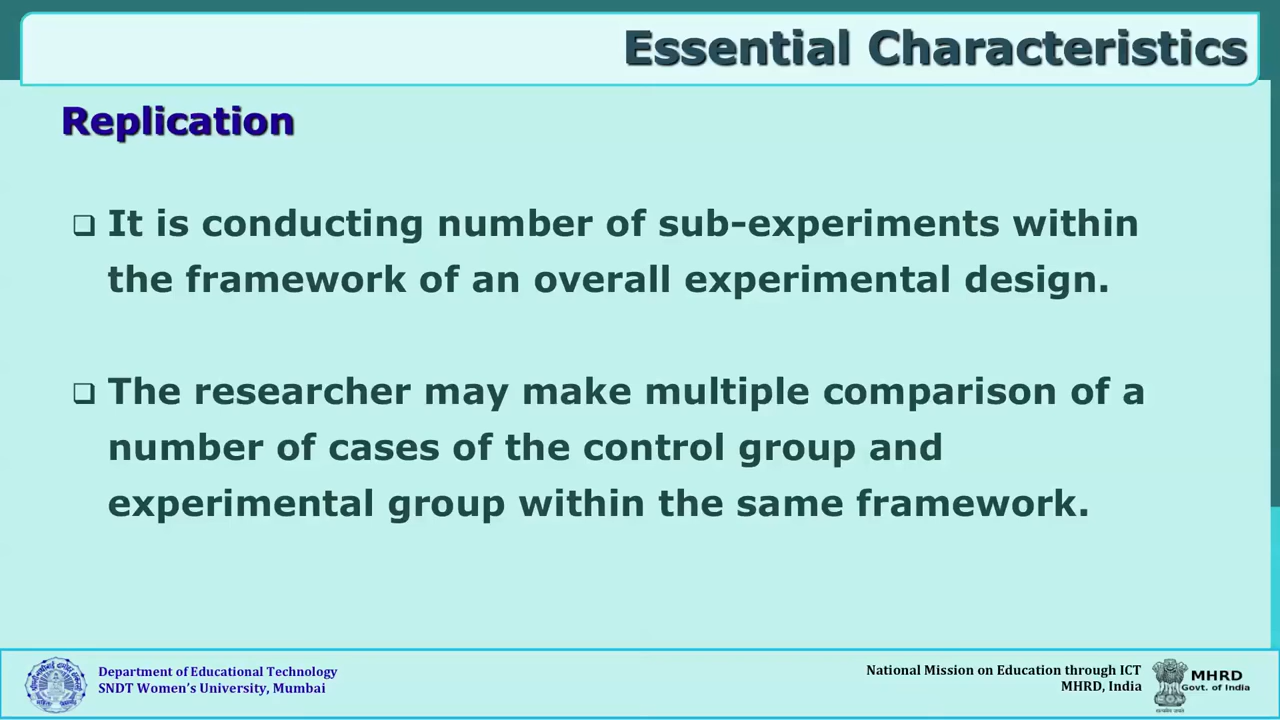 Essential Characteristics
Replication
It is conducting number of sub-experiments within
the framework of an overall experimental design.
The researcher may make multiple comparison of a
number of cases of the control group and
experimental group within the same framework.
Department of Educational Technology
SNDT Women's University, Mumbai
National Mission on Education through ICT
MHRD, India
MHRD
Govt. of India